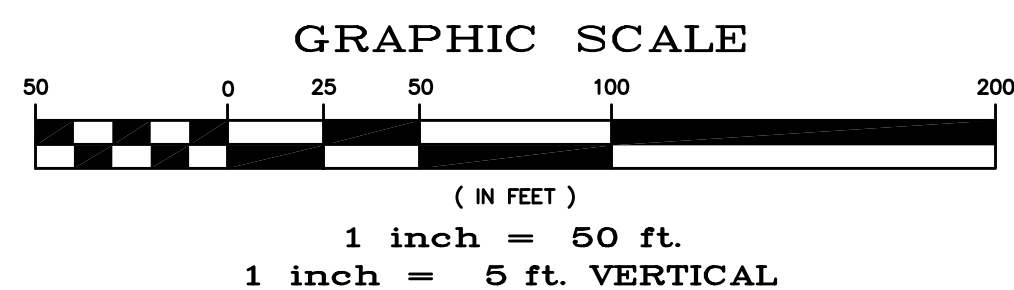 GRAPHIC SCALE
50 0 25 50 100 200
( IN FEET )
1 inch = 50 ft.
1 inch = 5 ft. VERTICAL